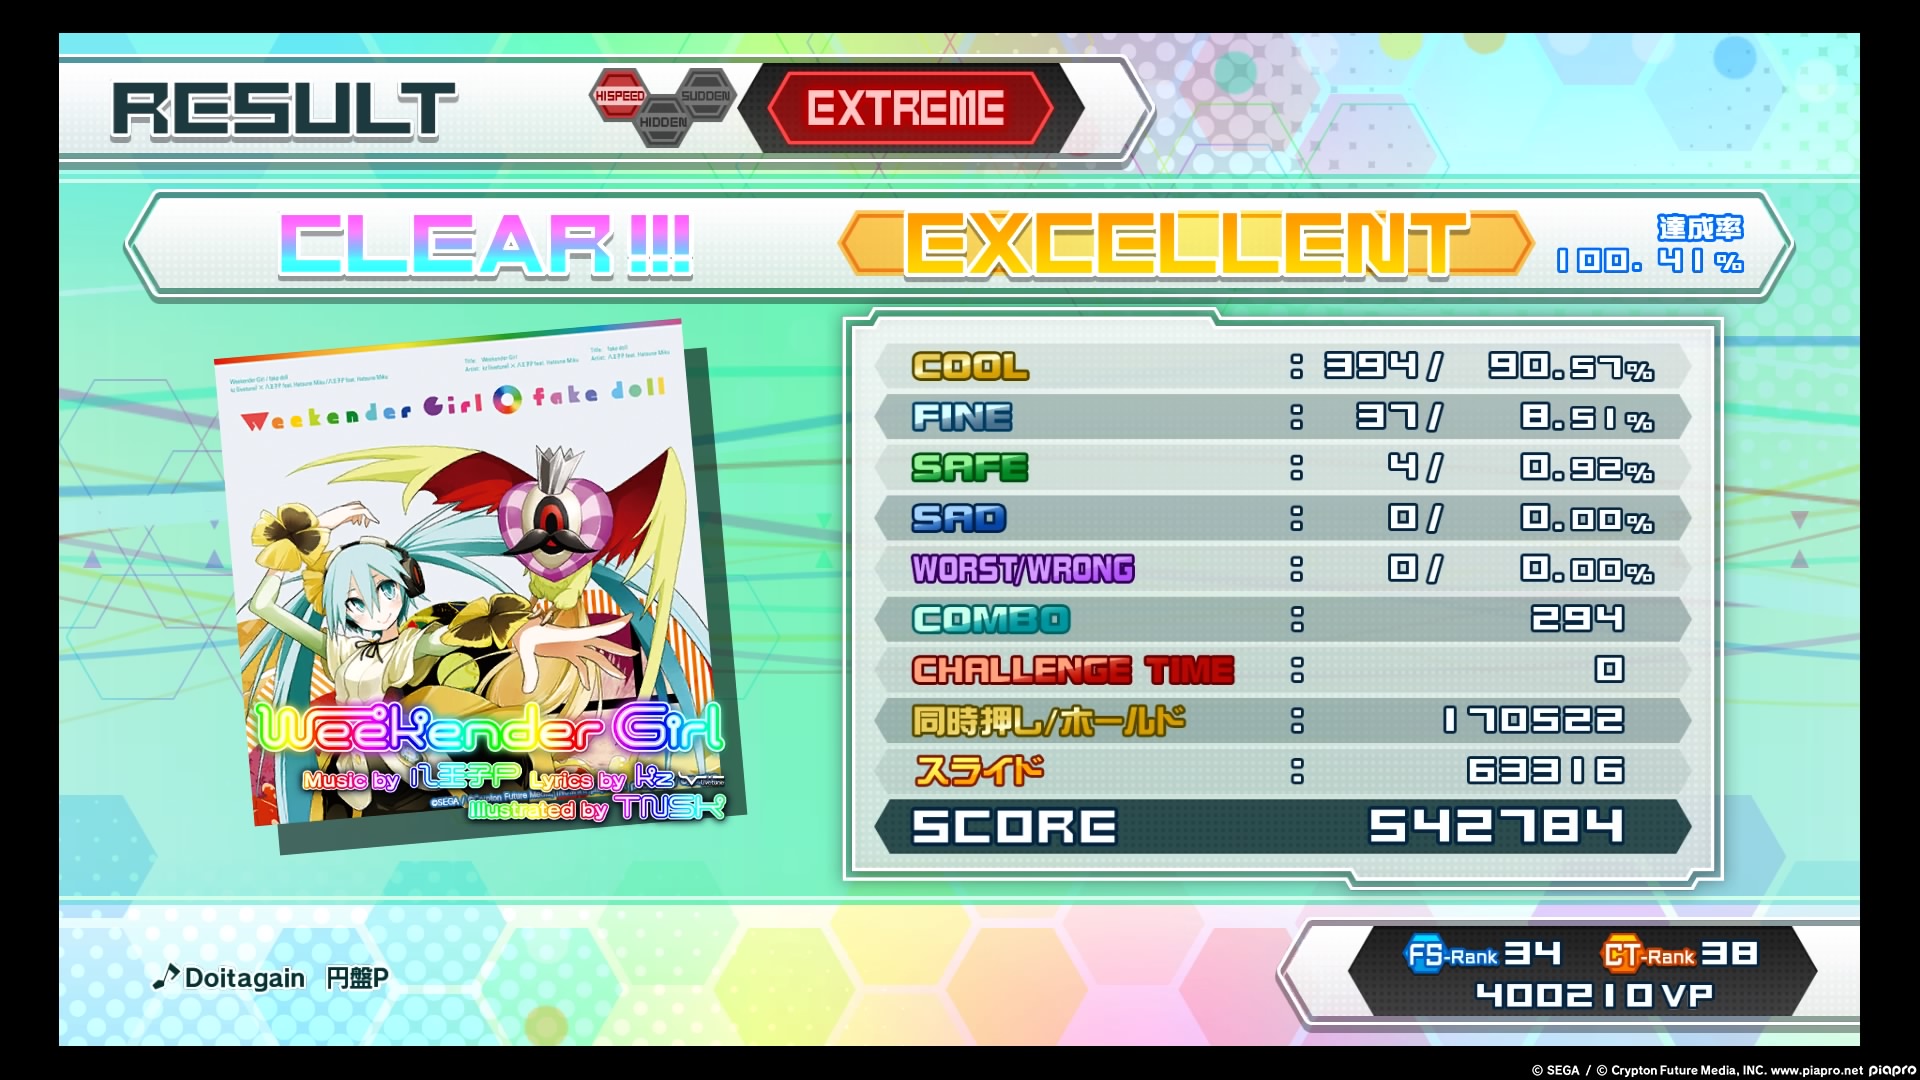 RESULT
HISPEED
HIDDEN
SUDDEN
EXTREME
CLEAR!!!
EXCELLENT
達成率
100.41%
Weekender Girl fake doll
Weekender Girl
Music by 八王子P Lyrics by kz livetune
Illustrated by TNSK
COOL : 394/ 90.57%
FINE : 37/ 8.51%
SAFE : 4/ 0.92%
SAD : 0/ 0.00%
WORST/WRONG : 0/ 0.00%
COMBO : 294
CHALLENGE TIME : 0
同時押し/ホールド : 170522
スライド : 63316
SCORE 542784
♪Doitagain 円盤P
FS-Rank 34 CT-Rank 38
400210VP
© SEGA / © Crypton Future Media, INC. www.piapro.net piapro